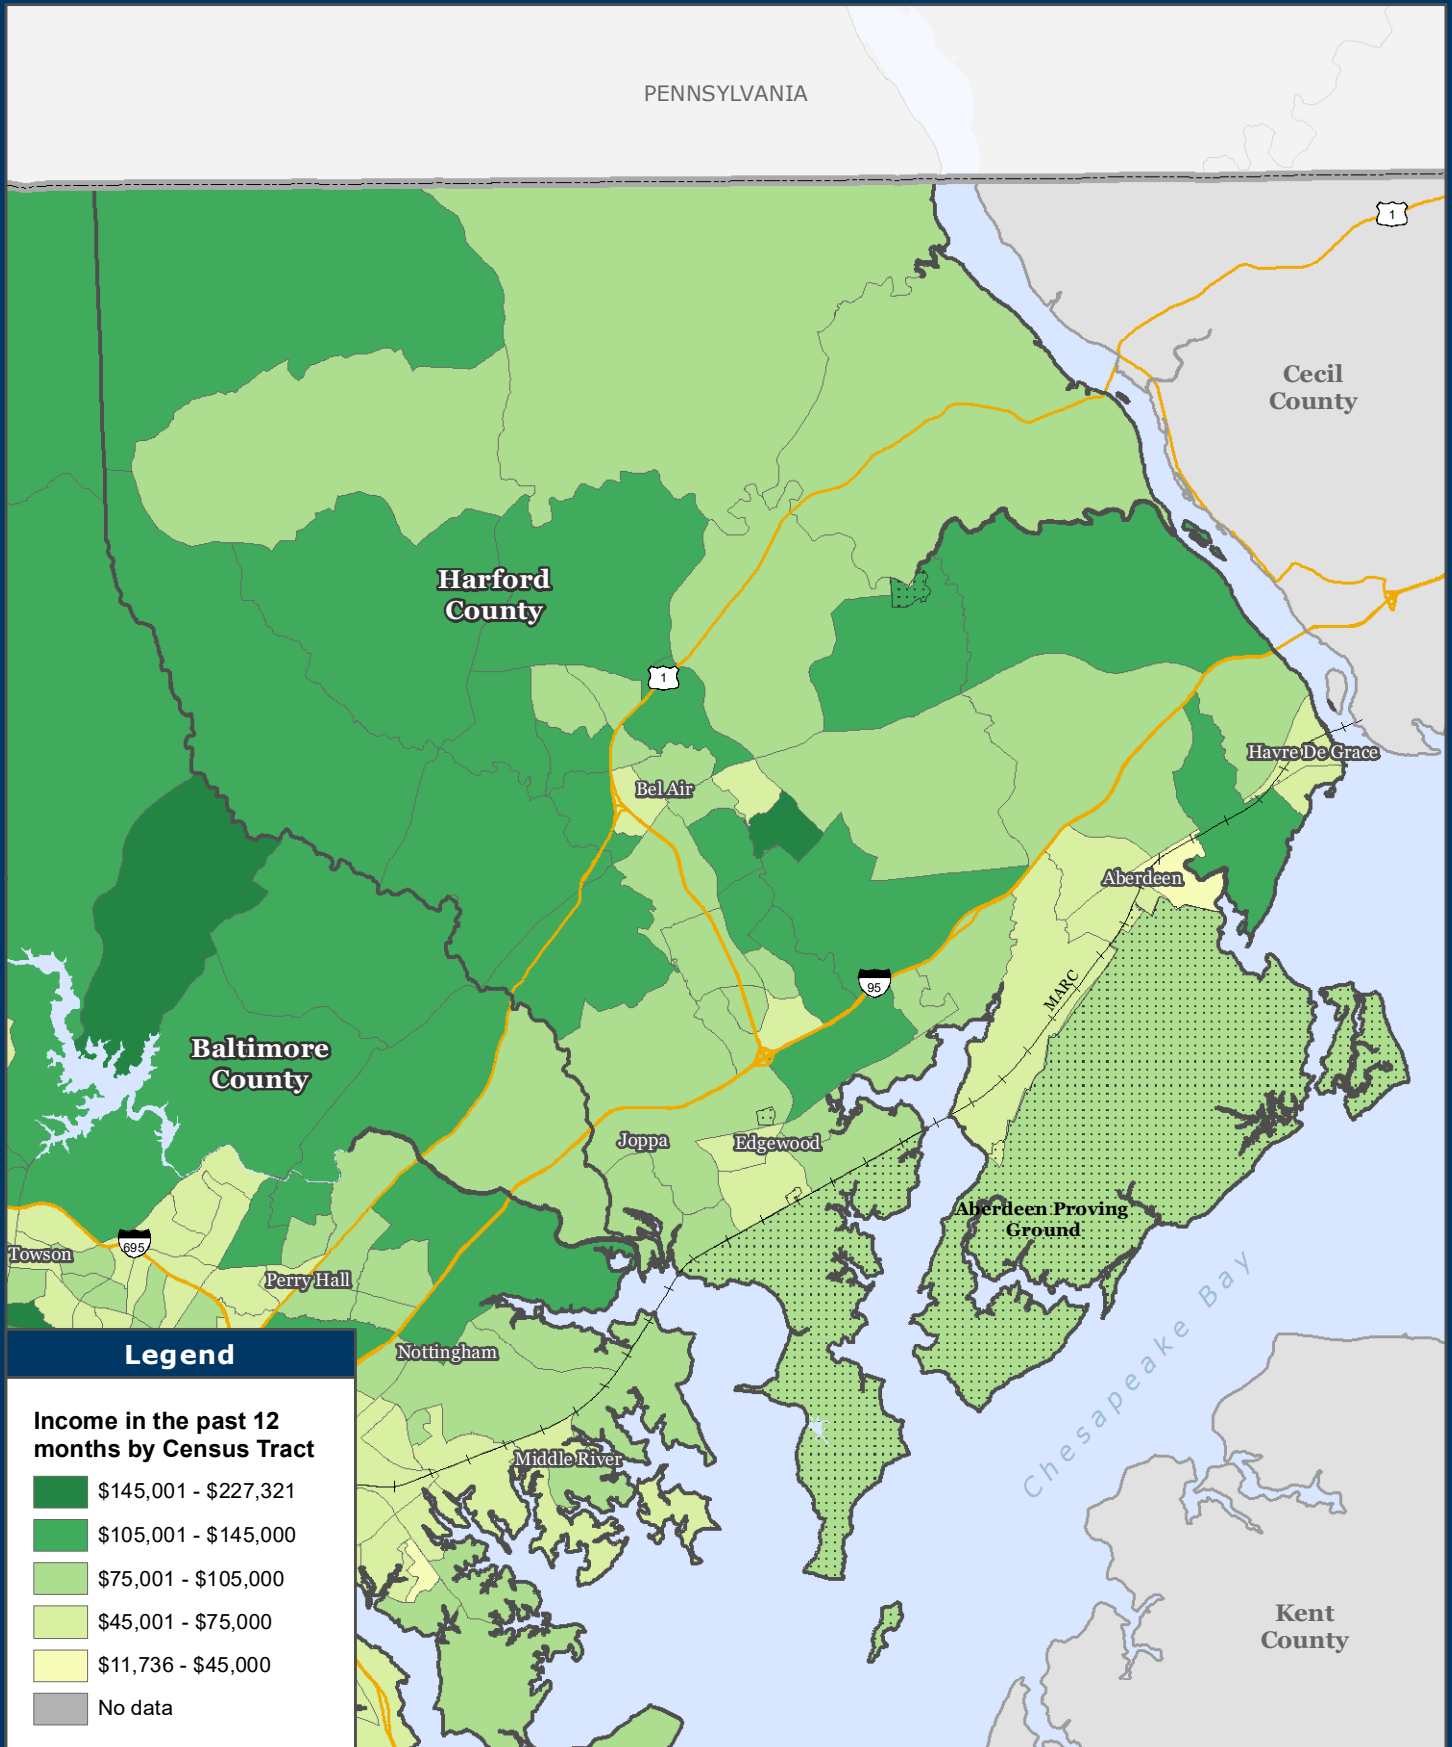 PENNSYLVANIA
1
Cecil
County
Harford
County
1
Havre De Grace
Bel Air
Aberdeen
95
MARC
Baltimore
County
Joppa
Edgewood
Aberdeen Proving
Ground
695
Towson
Perry Hall
Chesapeake Bay
Nottingham
Middle River
Kent
County
Legend
Income in the past 12
months by Census Tract
$145,001 - $227,321
$105,001 - $145,000
$75,001 - $105,000
$45,001 - $75,000
$11,736 - $45,000
No data